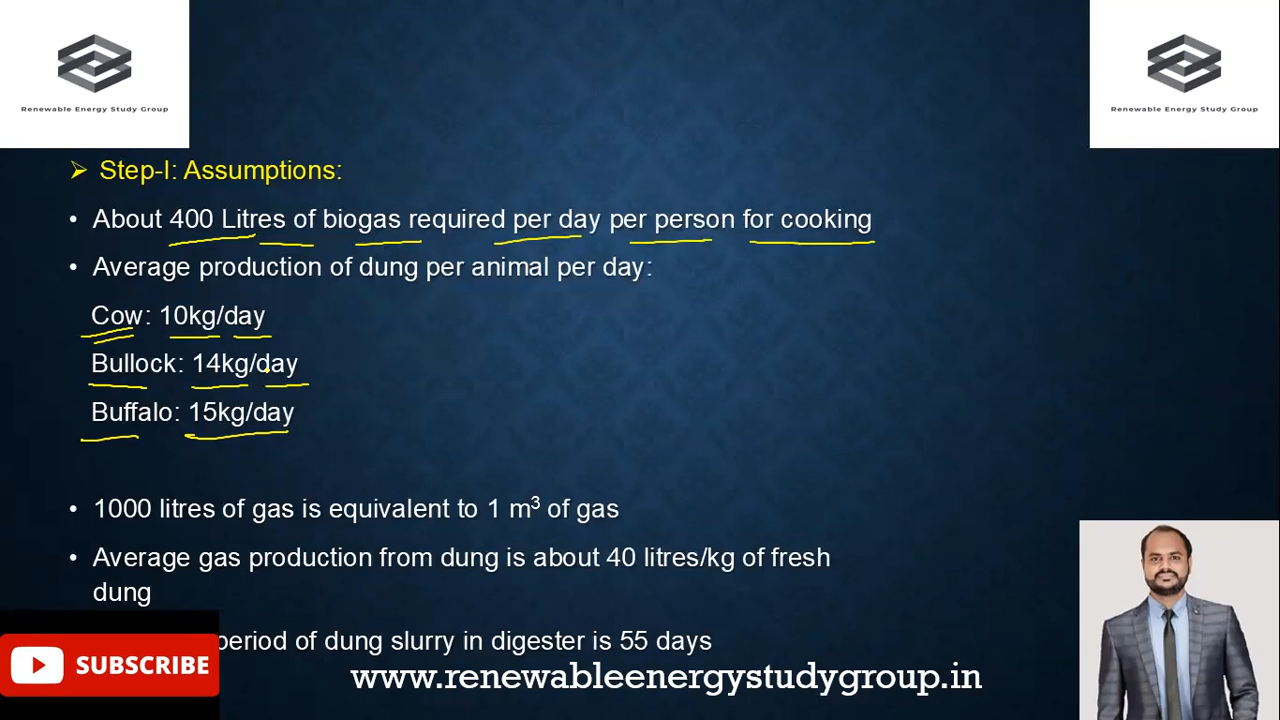 Renewable Energy Study Group
Renewable Energy Study Group
➢ Step-I: Assumptions:
• About 400 Litres of biogas required per day per person for cooking
• Average production of dung per animal per day:
Cow: 10kg/day
Bullock: 14kg/day
Buffalo: 15kg/day
• 1000 litres of gas is equivalent to 1 m³ of gas
• Average gas production from dung is about 40 litres/kg of fresh
dung
period of dung slurry in digester is 55 days
SUBSCRIBE
www.renewableenergystudygroup.in